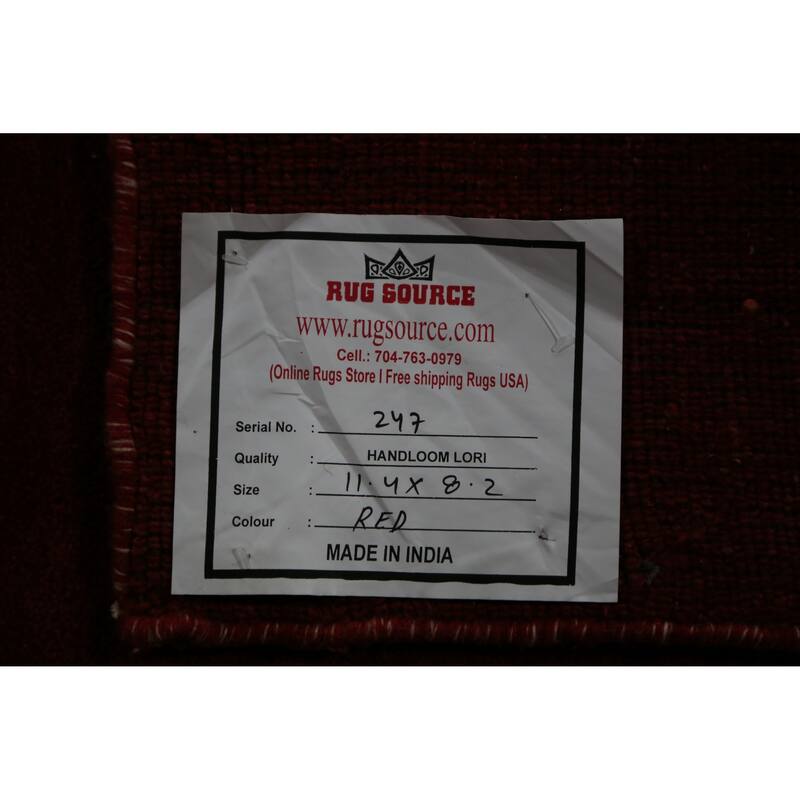 RUG SOURCE
www.rugsource.com
Cell.: 704-763-0979
(Online Rugs Store I Free shipping Rugs USA)
Serial No. : 247
Quality : HANDLOOM LORI
Size : 11.4 X 8.2
Colour : RED
MADE IN INDIA